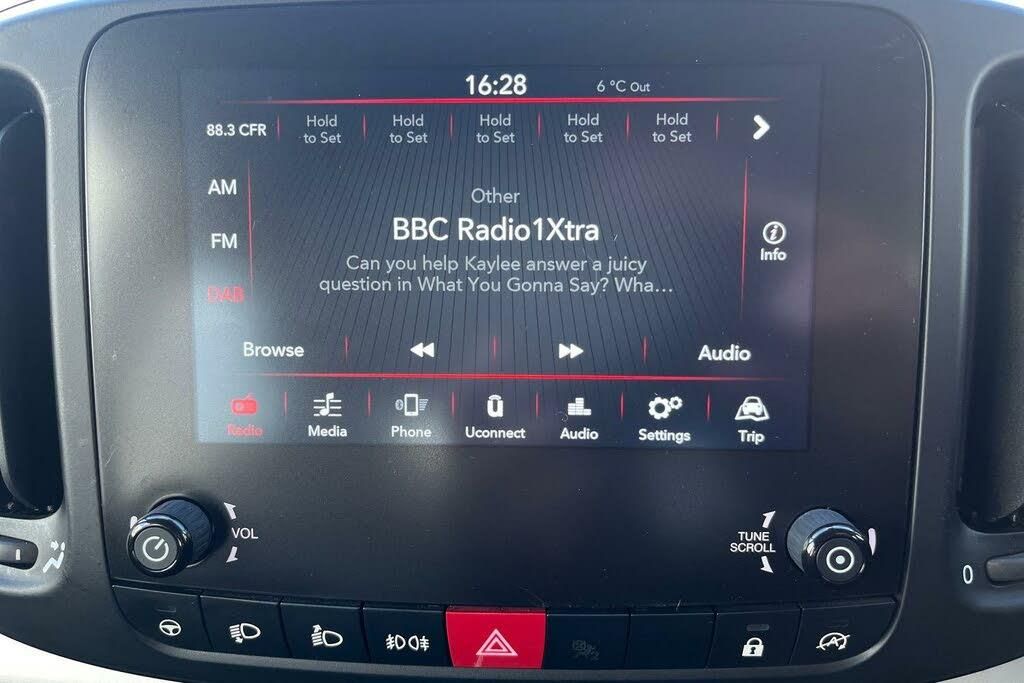 16:28
6 °C Out
88.3 CFR
Hold to Set
Hold to Set
Hold to Set
Hold to Set
Hold to Set
AM
FM
DAB
Other
BBC Radio1Xtra
Can you help Kaylee answer a juicy
question in What You Gonna Say? Wha…
Info
Browse
Audio
Radio
Media
Phone
Uconnect
Audio
Settings
Trip
VOL
TUNE
SCROLL
0